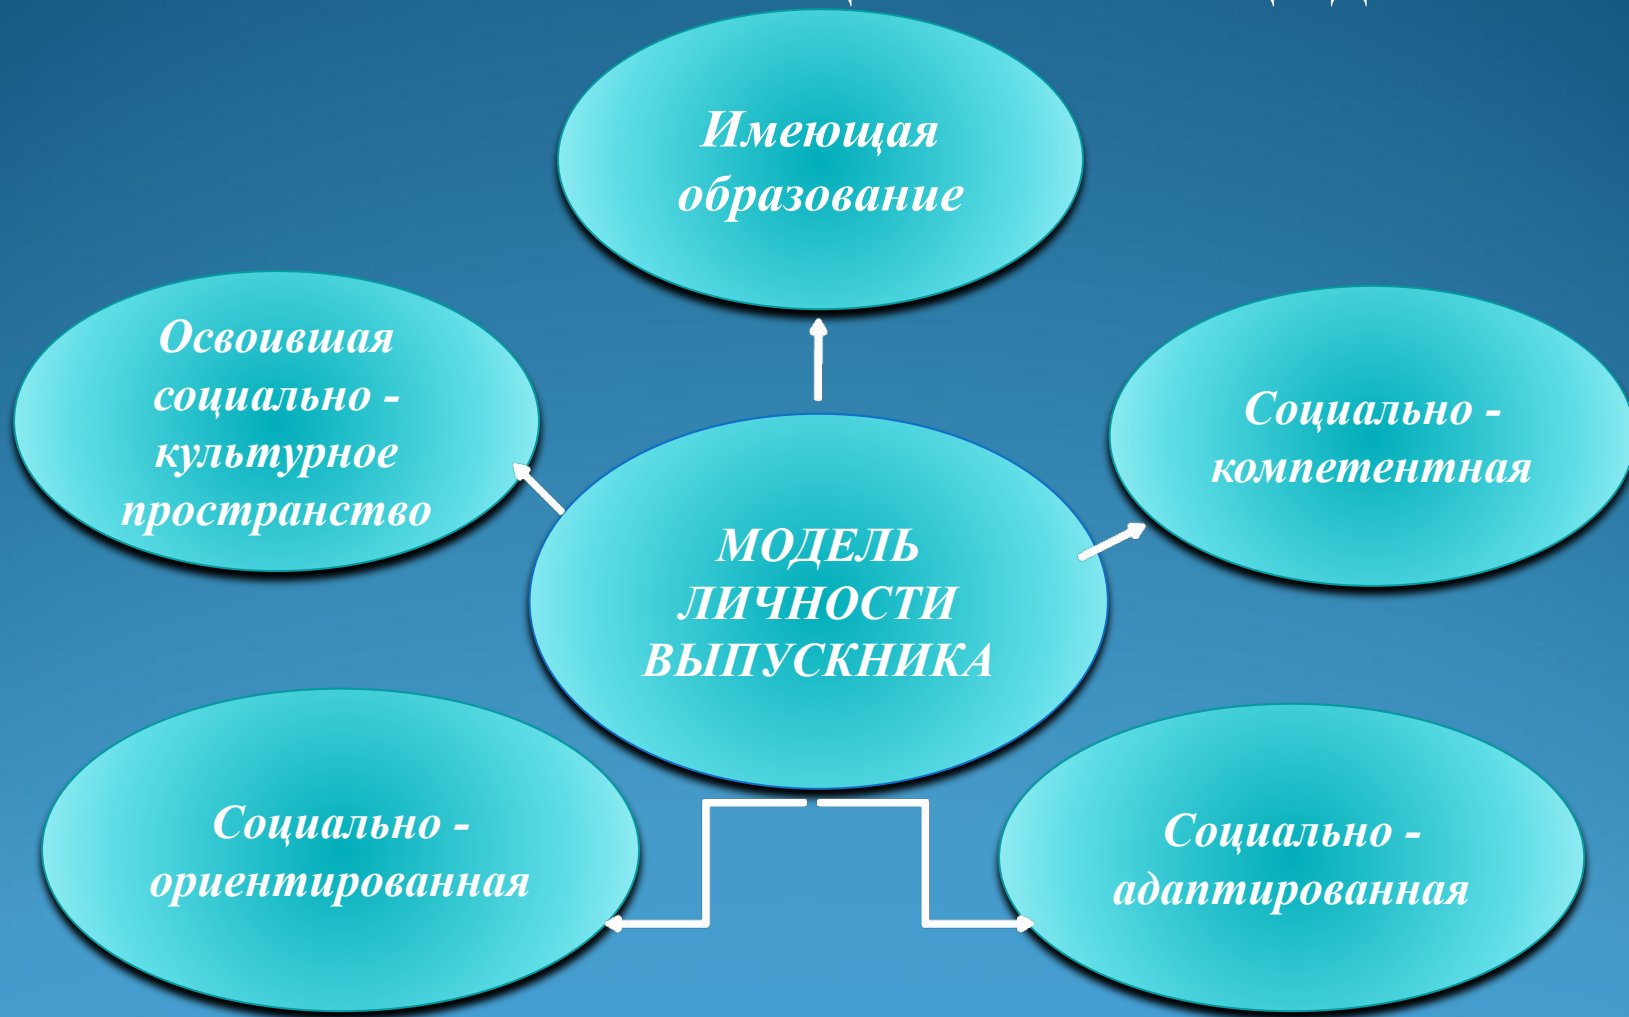 Имеющая
образование
Освоившая
социально -
культурное
пространство
Социально -
компетентная
МОДЕЛЬ
ЛИЧНОСТИ
ВЫПУСКНИКА
Социально -
ориентированная
Социально -
адаптированная